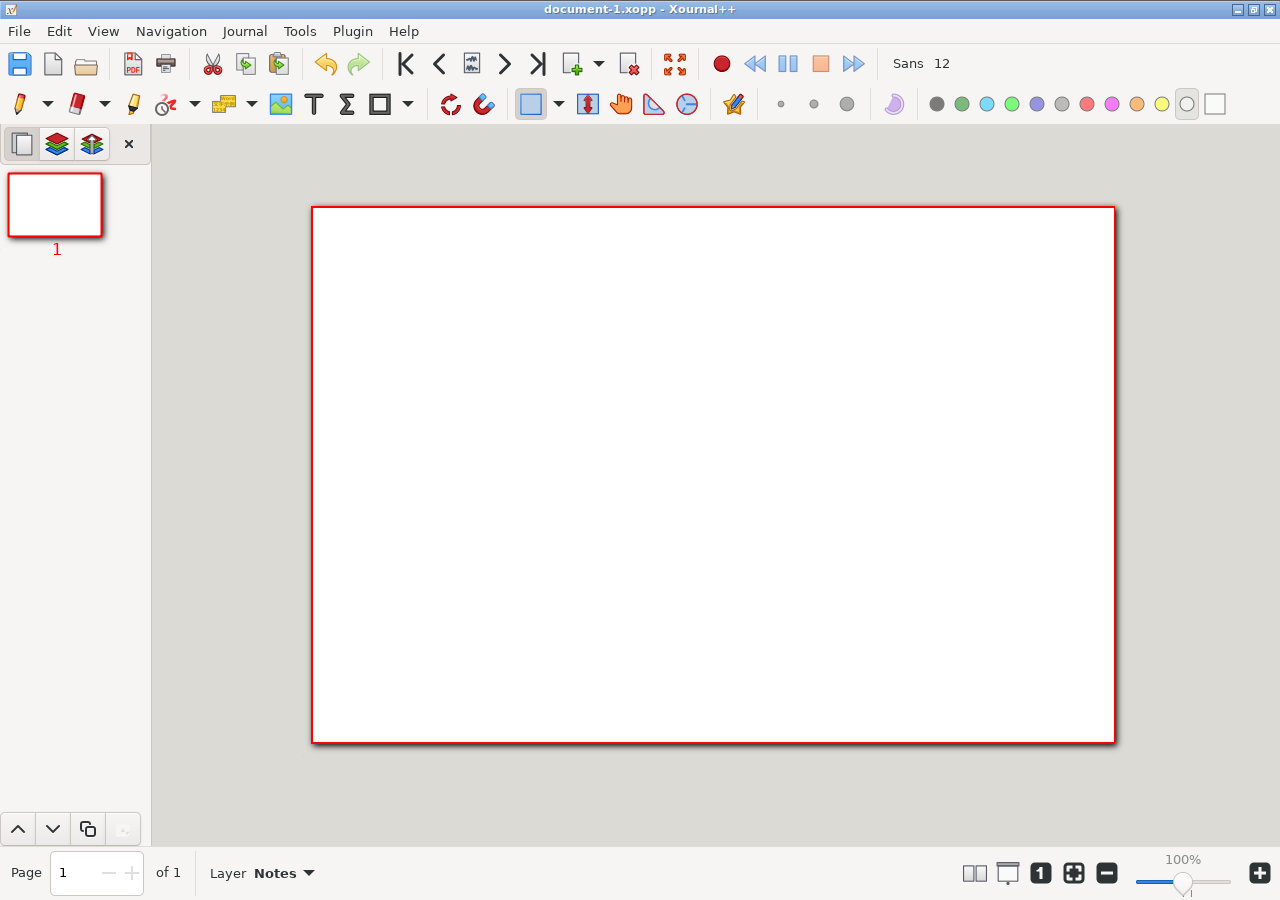 document-1.xopp - Xournal++
File Edit View Navigation Journal Tools Plugin Help
PDF
Sans 12
1
Page 1 of 1 Layer Notes
1
100%